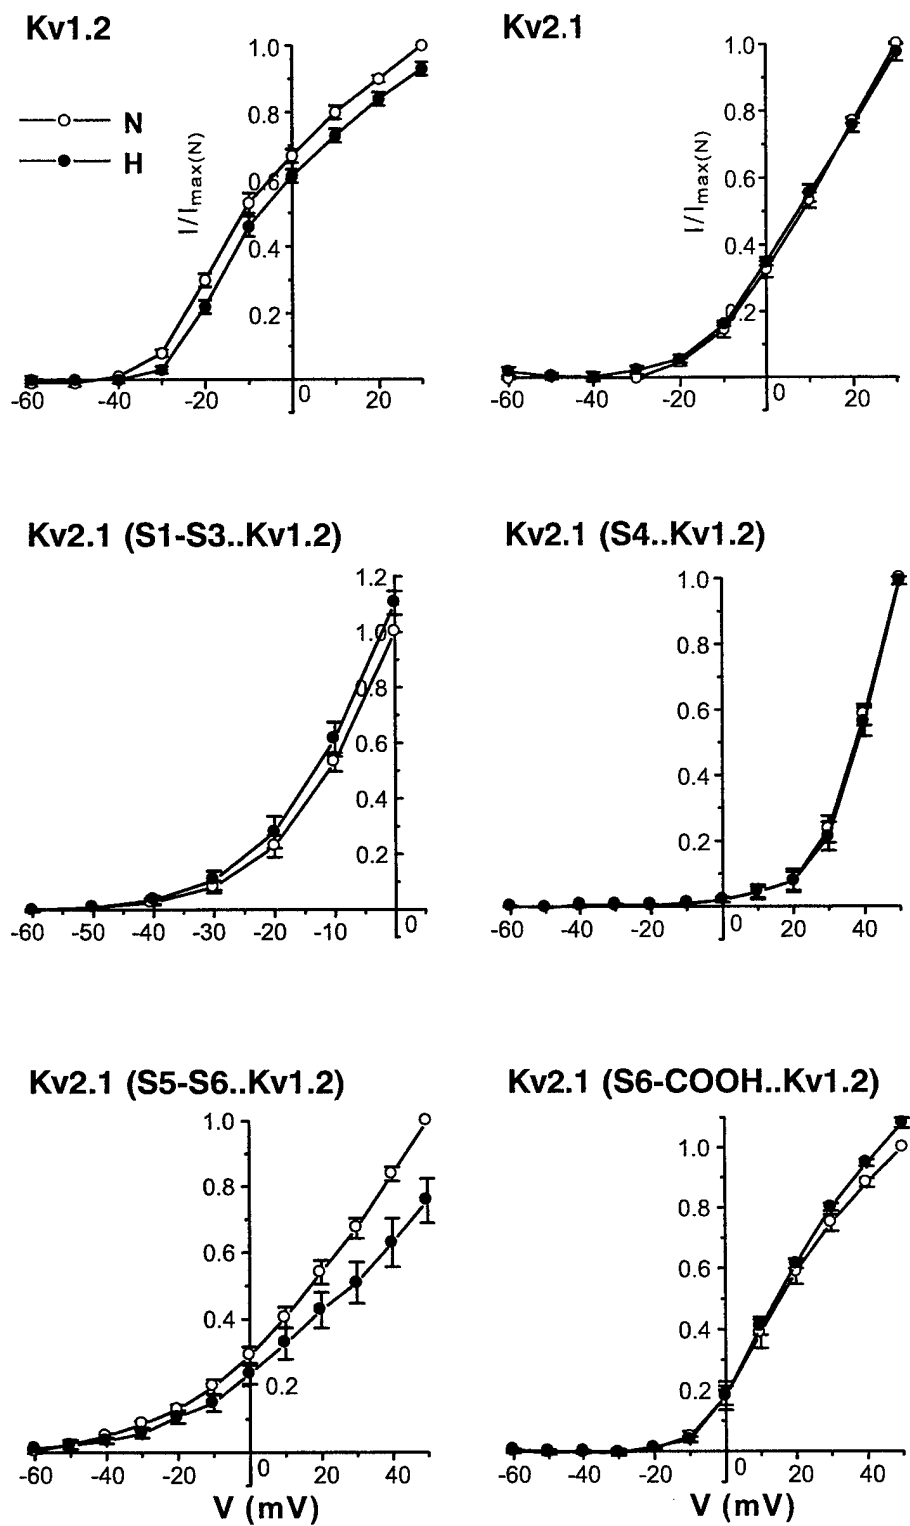 Kv1.2
1.0
0.8
0.6
0.4
0.2
N
H
I/Imax(N)
-60 -40 -20 0 20
Kv2.1
1.0
0.8
0.6
0.4
0.2
I/Imax(N)
-60 -40 -20 0 20
Kv2.1 (S1-S3..Kv1.2)
1.2
1.0
0.8
0.6
0.4
0.2
-60 -50 -40 -30 -20 -10 0
Kv2.1 (S4..Kv1.2)
1.0
0.8
0.6
0.4
0.2
-60 -40 -20 0 20 40
Kv2.1 (S5-S6..Kv1.2)
1.0
0.8
0.6
0.4
0.2
-60 -40 -20 0 20 40
V (mV)
Kv2.1 (S6-COOH..Kv1.2)
1.0
0.8
0.6
0.4
0.2
-60 -40 -20 0 20 40
V (mV)